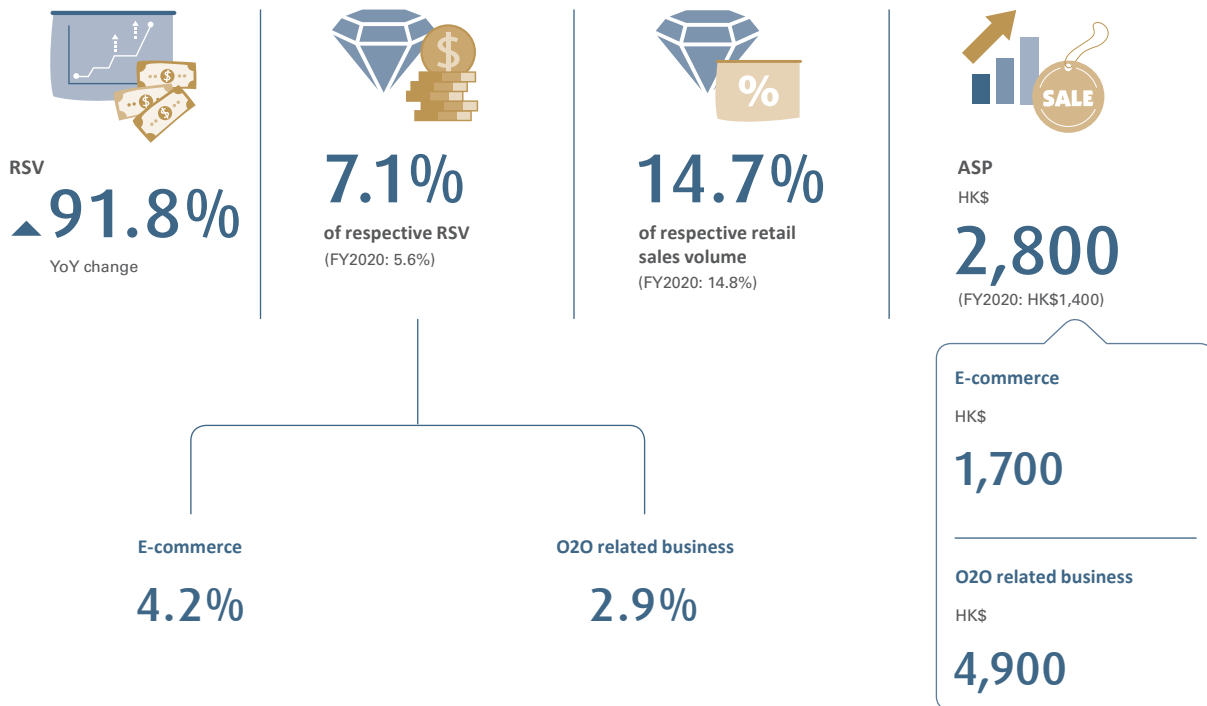 $
$
$
$
%
SALE
RSV
91.8%
YoY change
7.1%
of respective RSV
(FY2020: 5.6%)
14.7%
of respective retail
sales volume
(FY2020: 14.8%)
ASP
HK$
2,800
(FY2020: HK$1,400)
E-commerce
4.2%
O2O related business
2.9%
E-commerce
HK$
1,700
O2O related business
HK$
4,900